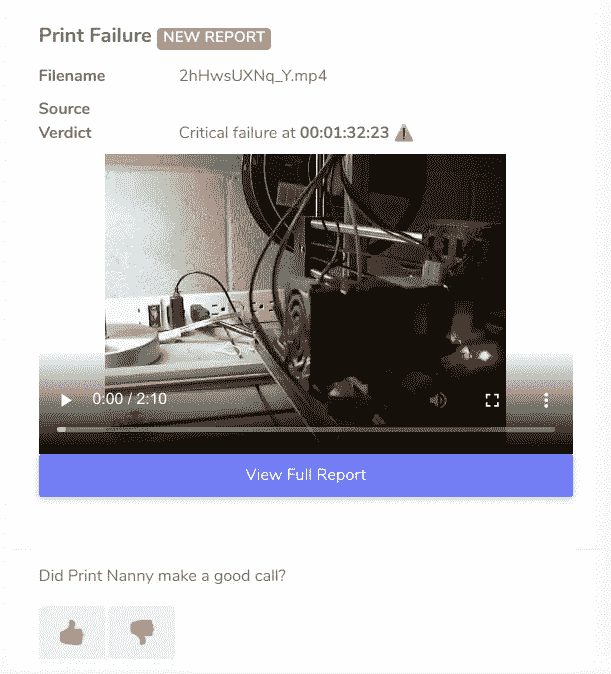 Print Failure NEW REPORT
Filename 2hHwsUXNq_Y.mp4
Source
Verdict Critical failure at 00:01:32:23
0:00 / 2:10
View Full Report
Did Print Nanny make a good call?